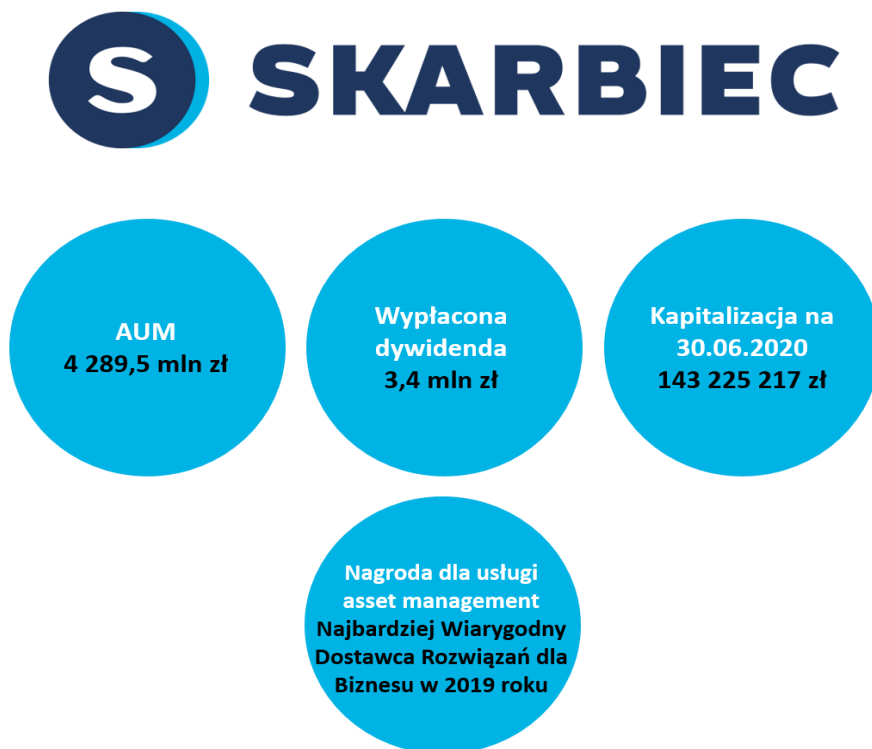 S SKARBIEC
AUM
4 289,5 mln zł
Wypłacona
dywidenda
3,4 mln zł
Kapitalizacja na
30.06.2020
143 225 217 zł
Nagroda dla usługi
asset management
Najbardziej Wiarygodny
Dostawca Rozwiązań dla
Biznesu w 2019 roku